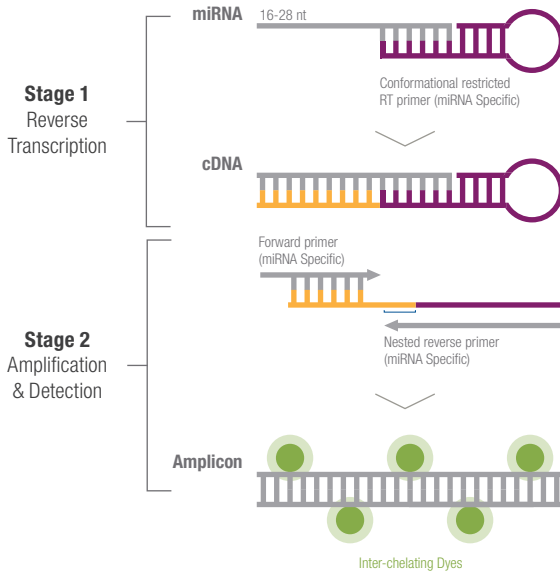 miRNA
16-28 nt
Conformational restricted
RT primer (miRNA Specific)
Stage 1
Reverse
Transcription
cDNA
Forward primer
(miRNA Specific)
Nested reverse primer
(miRNA Specific)
Stage 2
Amplification
& Detection
Amplicon
Inter-chelating Dyes